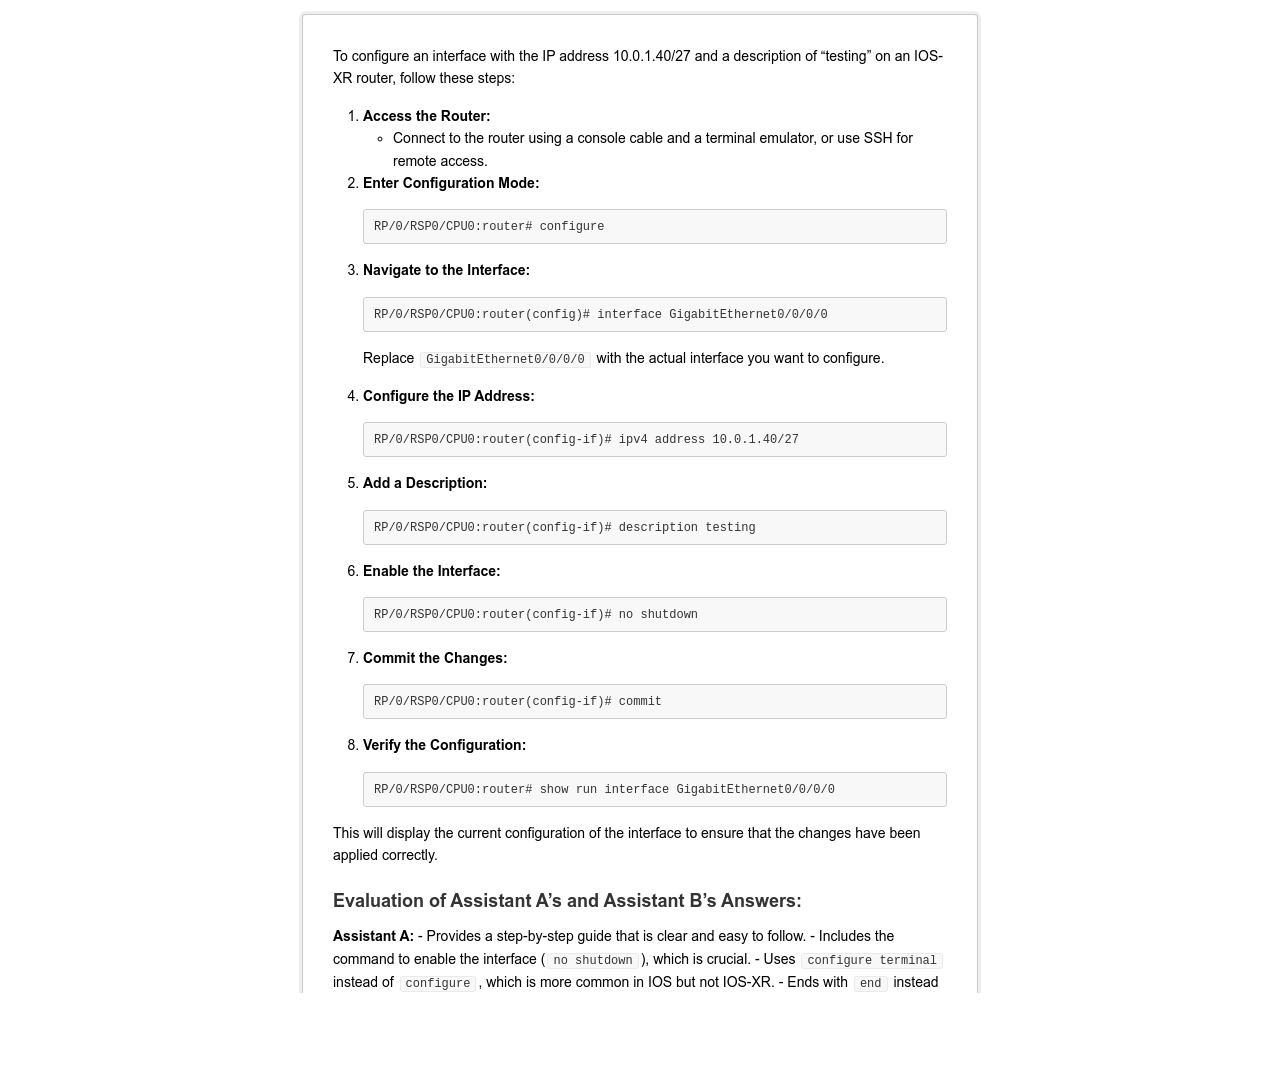 To configure an interface with the IP address 10.0.1.40/27 and a description of “testing” on an IOS-
XR router, follow these steps:
1. Access the Router:
◦ Connect to the router using a console cable and a terminal emulator, or use SSH for
remote access.
2. Enter Configuration Mode:
RP/0/RSP0/CPU0:router# configure
3. Navigate to the Interface:
RP/0/RSP0/CPU0:router(config)# interface GigabitEthernet0/0/0/0
Replace GigabitEthernet0/0/0/0 with the actual interface you want to configure.
4. Configure the IP Address:
RP/0/RSP0/CPU0:router(config-if)# ipv4 address 10.0.1.40/27
5. Add a Description:
RP/0/RSP0/CPU0:router(config-if)# description testing
6. Enable the Interface:
RP/0/RSP0/CPU0:router(config-if)# no shutdown
7. Commit the Changes:
RP/0/RSP0/CPU0:router(config-if)# commit
8. Verify the Configuration:
RP/0/RSP0/CPU0:router# show run interface GigabitEthernet0/0/0/0
This will display the current configuration of the interface to ensure that the changes have been
applied correctly.
Evaluation of Assistant A’s and Assistant B’s Answers:
Assistant A: - Provides a step-by-step guide that is clear and easy to follow. - Includes the
command to enable the interface ( no shutdown ), which is crucial. - Uses configure terminal
instead of configure , which is more common in IOS but not IOS-XR. - Ends with end instead